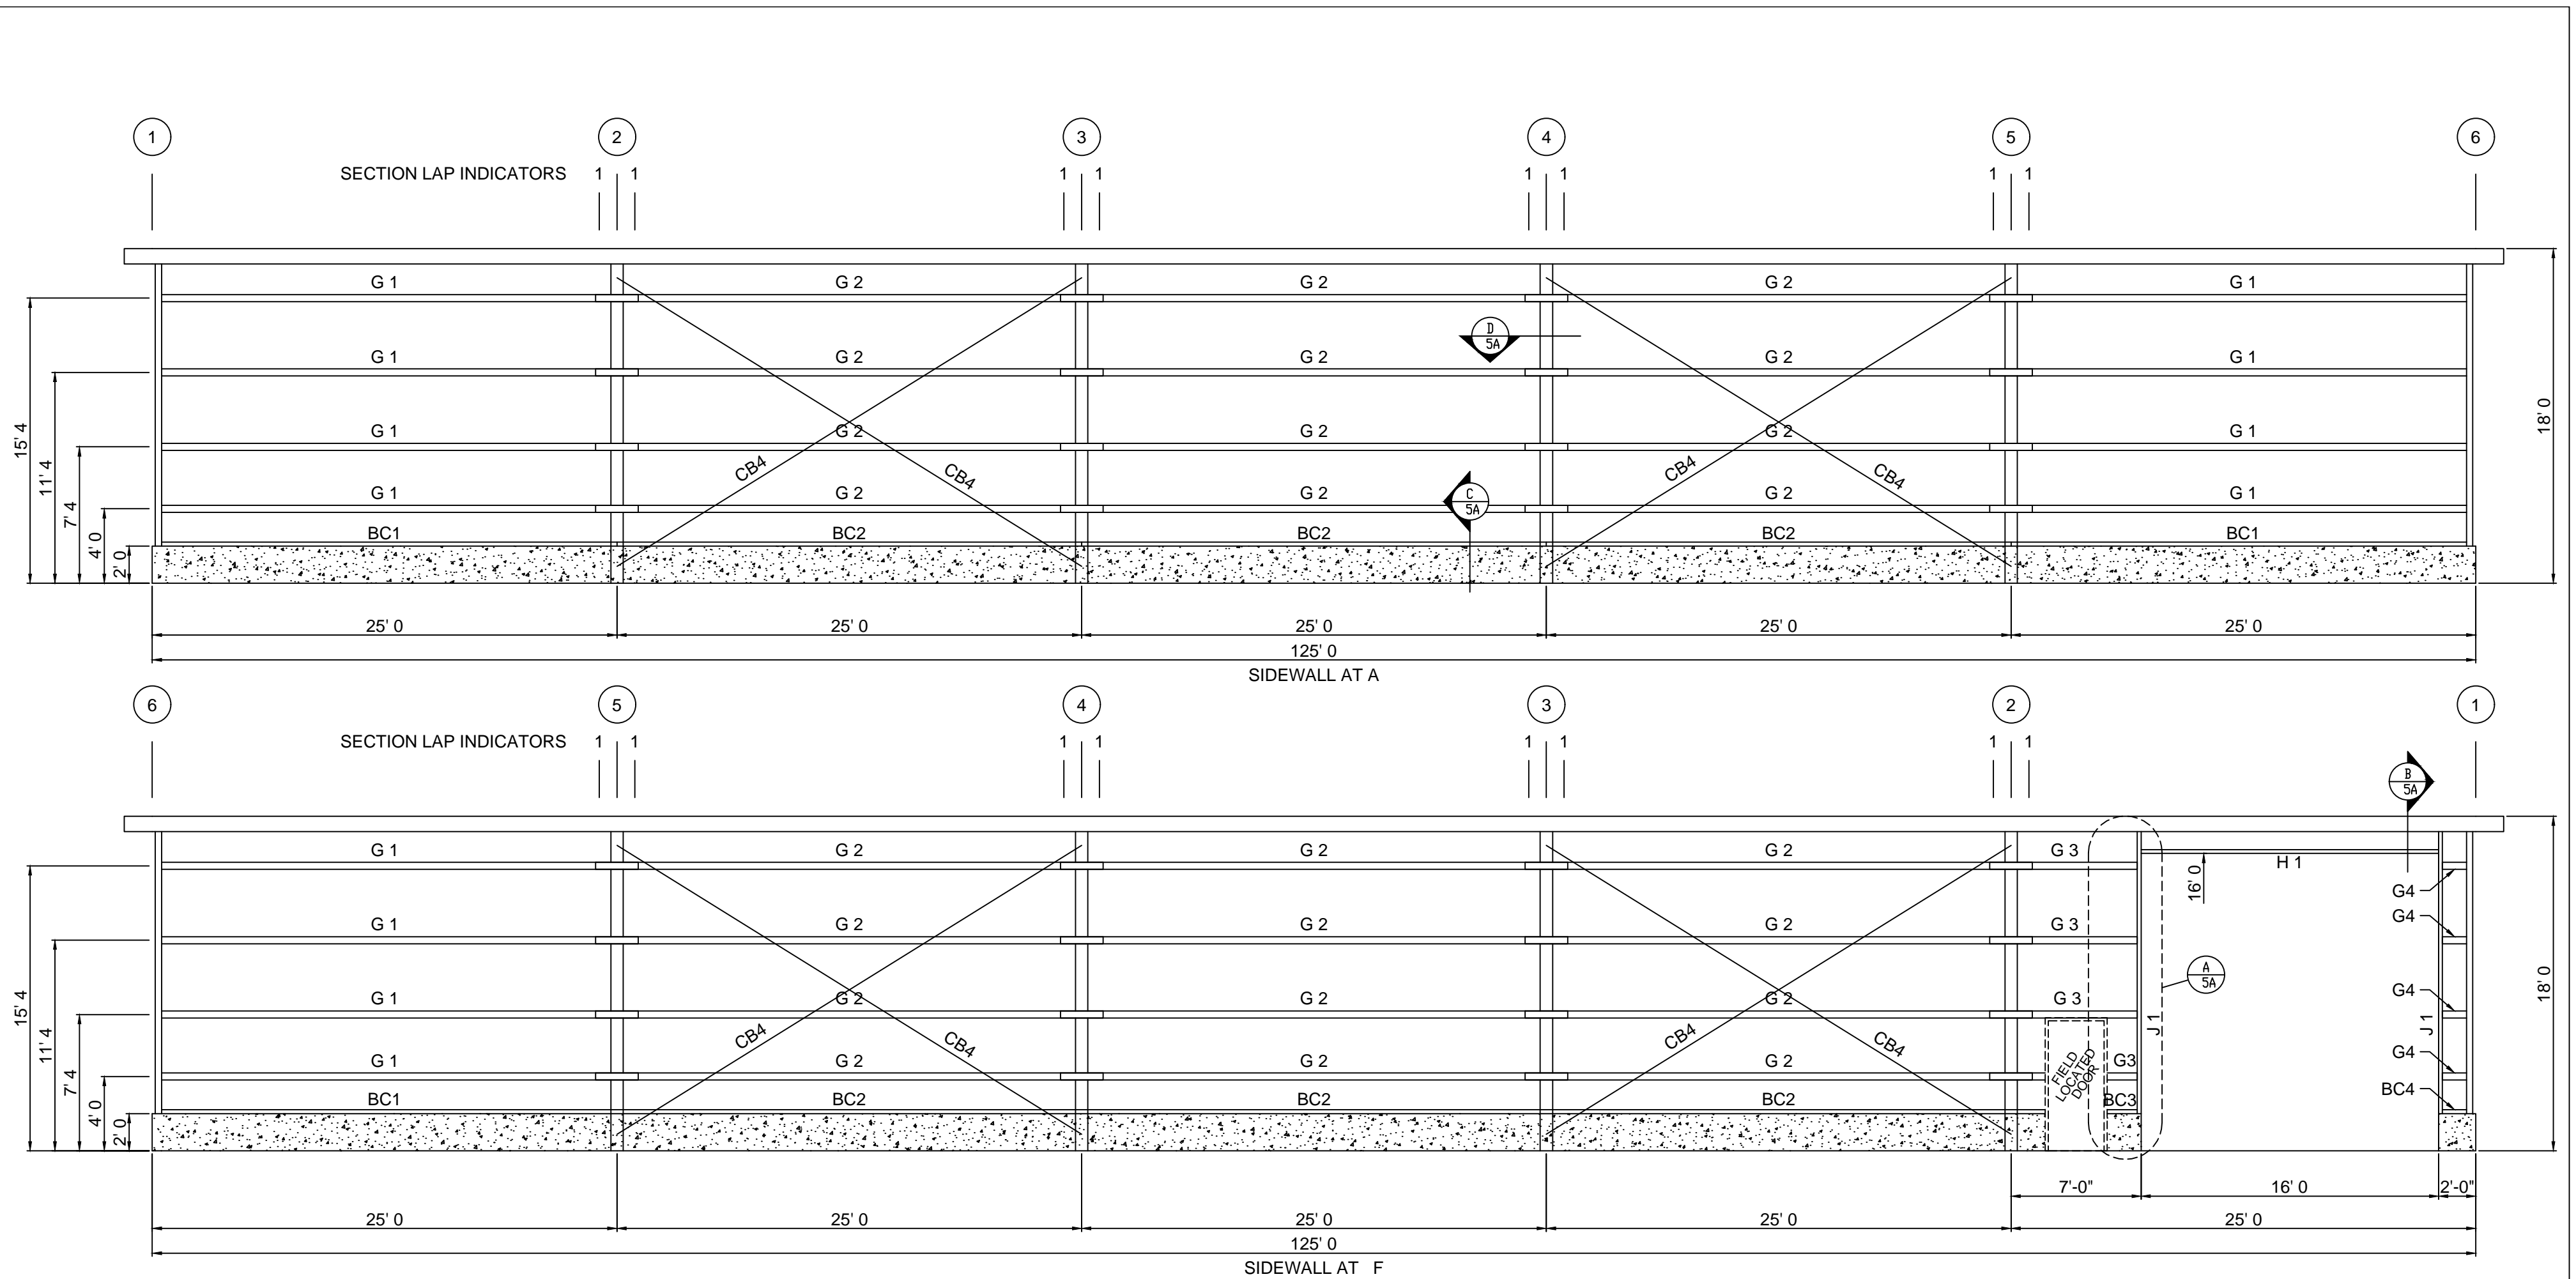 1 2 3 4 5 6
SECTION LAP INDICATORS 1 1 1 1 1 1 1 1
G 1 G 2 G 2 G 2 G 1
15' 4
D
5A
G 1 G 2 G 2 G 2 G 1
11' 4
18' 0
G 1 G 2 G 2 G 2 G 1
7' 4
CB4 CB4 CB4 CB4
C
5A
G 1 G 2 G 2 G 2 G 1
4' 0
BC1 BC2 BC2 BC2 BC1
2' 0
25' 0 25' 0 25' 0 25' 0 25' 0
125' 0
SIDEWALL AT A
6 5 4 3 2 1
SECTION LAP INDICATORS 1 1 1 1 1 1 1 1
B
5A
G 1 G 2 G 2 G 2 G 3
H 1
16' 0
G4
15' 4
G 1 G 2 G 2 G 2 G 3 G4
11' 4
A
5A
18' 0
G 1 G 2 G 2 G 2 G 3 G4
7' 4
J 1 J 1
CB4 CB4 CB4 CB4
G 1 G 2 G 2 G 2 G3 G4
4' 0
FIELD
LOCATED
DOOR
BC1 BC2 BC2 BC2 BC3 BC4
2' 0
7'-0" 16' 0 2'-0"
25' 0 25' 0 25' 0 25' 0 25' 0
125' 0
SIDEWALL AT F